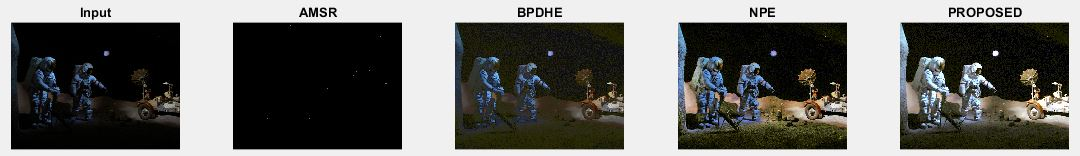 Input AMSR BPDHE NPE PROPOSED